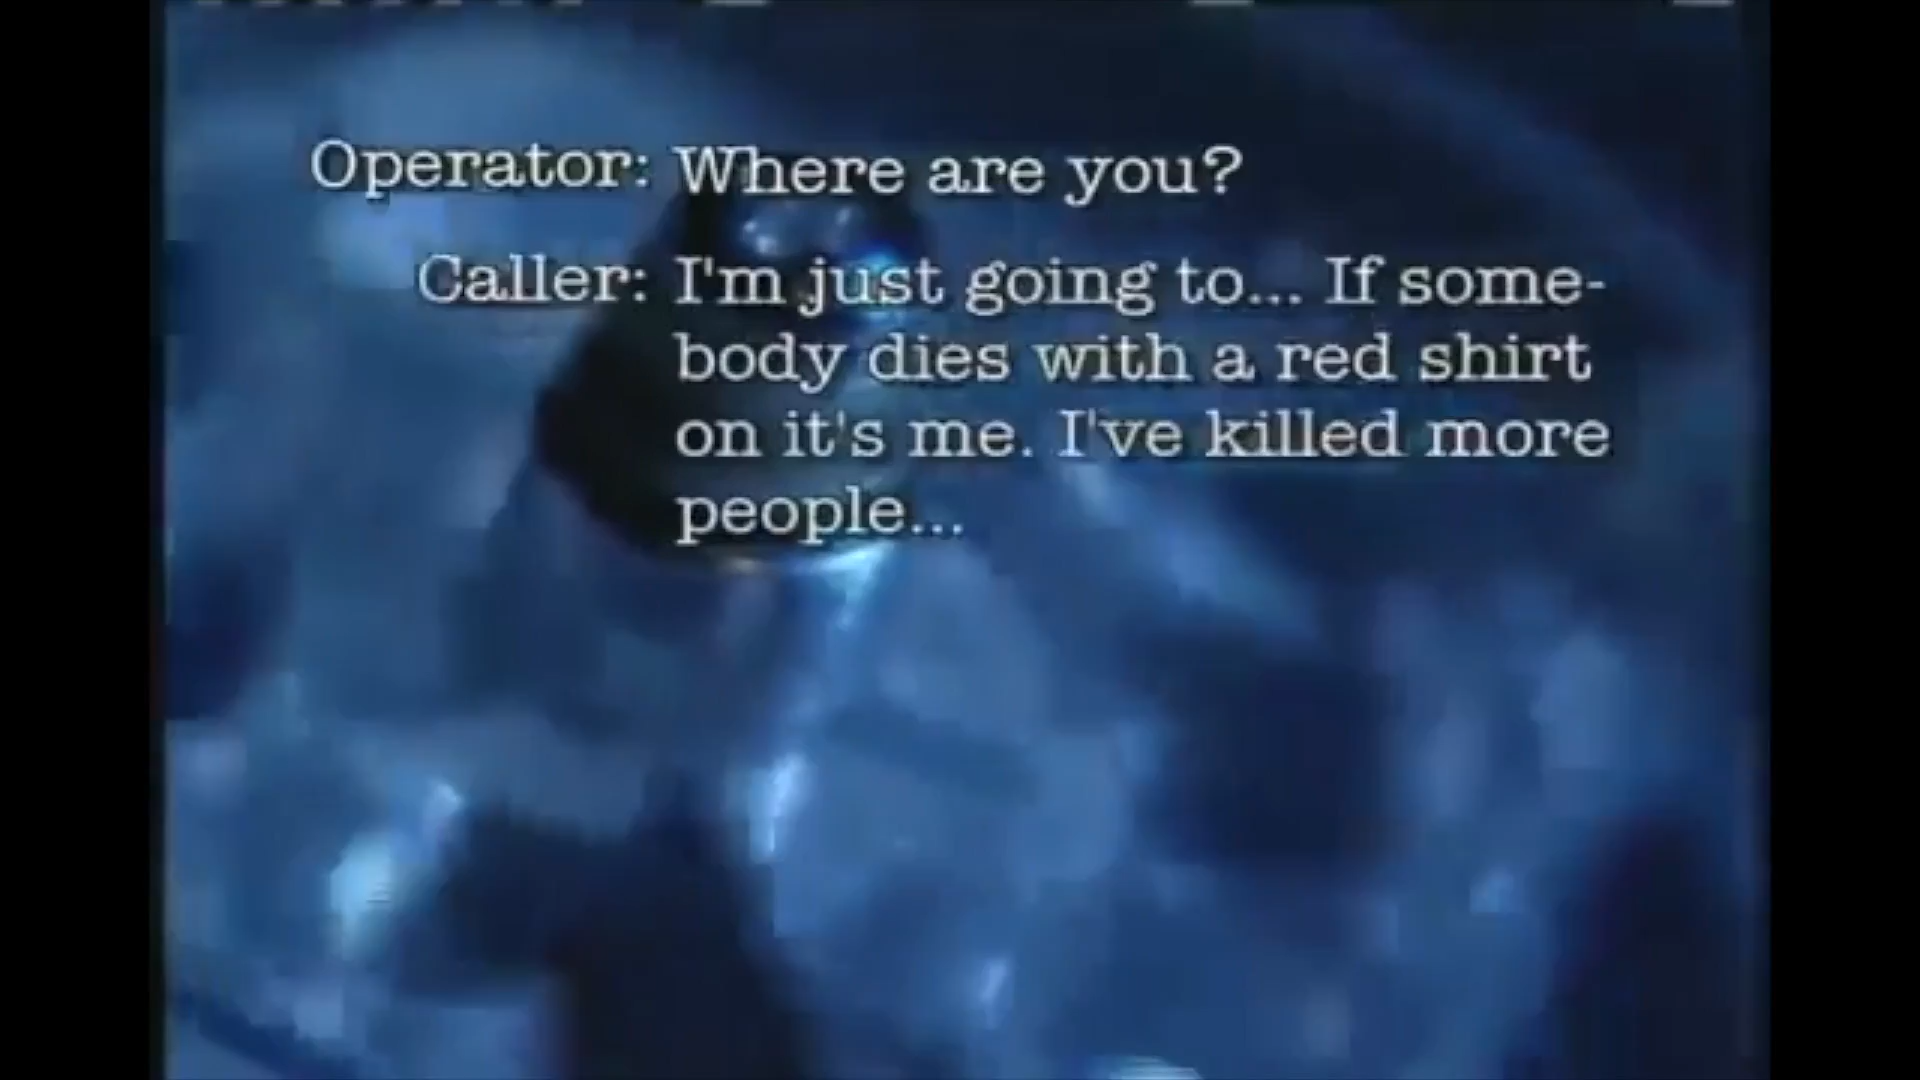 Operator: Where are you?
Caller: I'm just going to... If some-
body dies with a red shirt
on it's me. I've killed more
people...